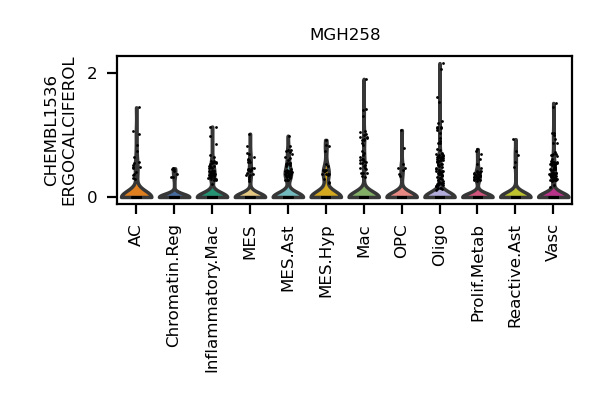 MGH258
CHEMBL1536
ERGOCALCIFEROL
2
0
AC
Chromatin.Reg
Inflammatory.Mac
MES
MES.Ast
MES.Hyp
Mac
OPC
Oligo
Prolif.Metab
Reactive.Ast
Vasc